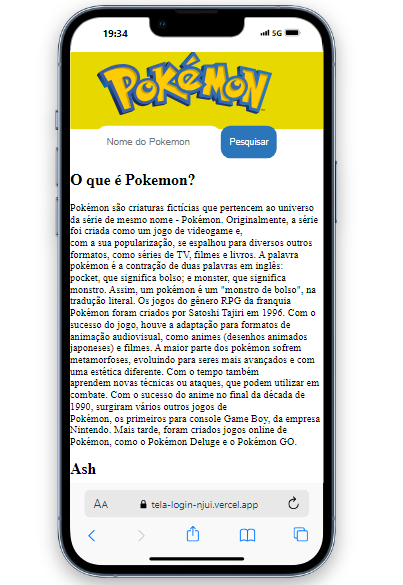 19:34
5G
POKéMON
Nome do Pokemon
Pesquisar
O que é Pokemon?
Pokémon são criaturas fictícias que pertencem ao universo
da série de mesmo nome - Pokémon. Originalmente, a série
foi criada como um jogo de videogame e,
com a sua popularização, se espalhou para diversos outros
formatos, como séries de TV, filmes e livros. A palavra
pokémon é a contração de duas palavras em inglês:
pocket, que significa bolso; e monster, que significa
monstro. Assim, um pokémon é um "monstro de bolso", na
tradução literal. Os jogos do gênero RPG da franquia
Pokémon foram criados por Satoshi Tajiri em 1996. Com o
sucesso do jogo, houve a adaptação para formatos de
animação audiovisual, como animes (desenhos animados
japoneses) e filmes. A maior parte dos pokémon sofrem
metamorfoses, evoluindo para seres mais avançados e com
uma estética diferente. Com o tempo também
aprendem novas técnicas ou ataques, que podem utilizar em
combate. Com o sucesso do anime no final da década de
1990, surgiram vários outros jogos de
Pokémon, os primeiros para console Game Boy, da empresa
Nintendo. Mais tarde, foram criados jogos online de
Pokémon, como o Pokémon Deluge e o Pokémon GO.
Ash
AA
tela-login-njui.vercel.app